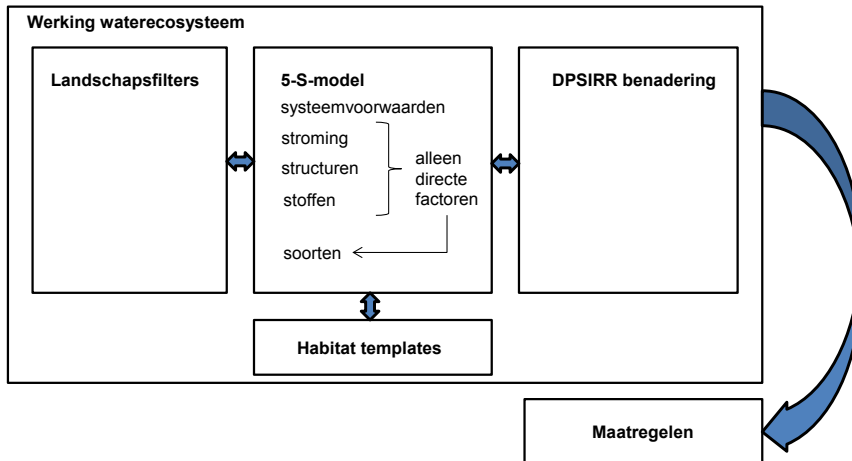 Werking waterecosysteem
Landschapsfilters
5-S-model
systeemvoorwaarden
stroming
structuren
stoffen
alleen
directe
factoren
soorten
DPSIRR benadering
Habitat templates
Maatregelen